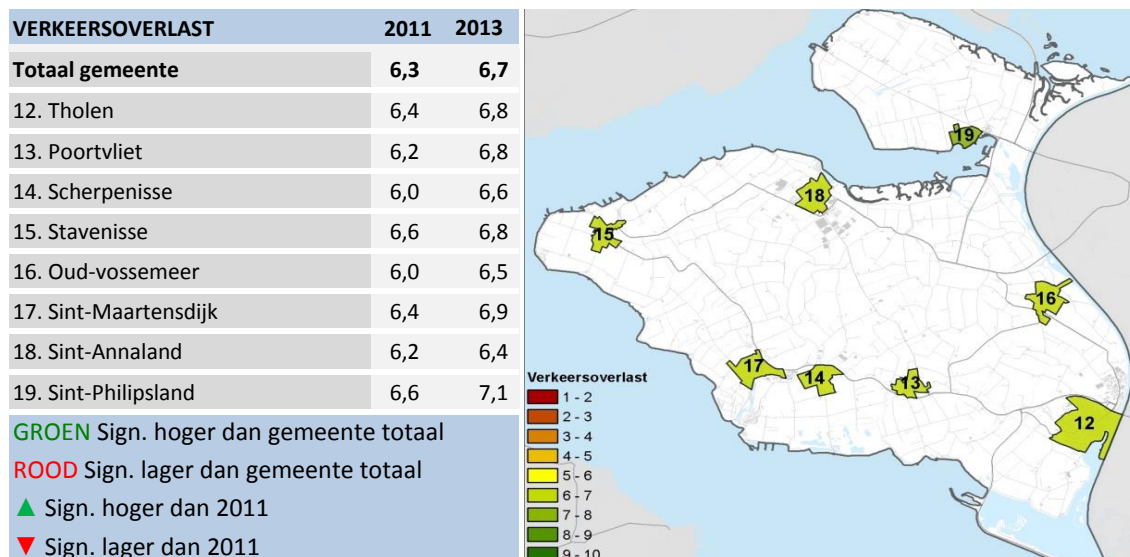 VERKEERSOVERLAST 2011 2013
Totaal gemeente 6,3 6,7
12. Tholen 6,4 6,8
13. Poortvliet 6,2 6,8
14. Scherpenisse 6,0 6,6
15. Stavenisse 6,6 6,8
16. Oud-vossemeer 6,0 6,5
17. Sint-Maartensdijk 6,4 6,9
18. Sint-Annaland 6,2 6,4
19. Sint-Philipsland 6,6 7,1
GROEN Sign. hoger dan gemeente totaal
ROOD Sign. lager dan gemeente totaal
▲ Sign. hoger dan 2011
▼ Sign. lager dan 2011
19
18
15
16
17
14
13
12
Verkeersoverlast
1 - 2
2 - 3
3 - 4
4 - 5
5 - 6
6 - 7
7 - 8
8 - 9
9 - 10